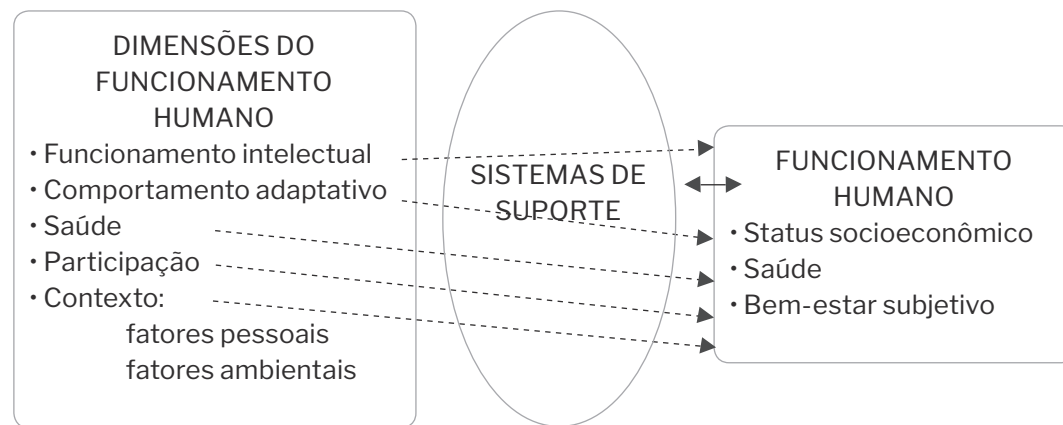 DIMENSÕES DO
FUNCIONAMENTO
HUMANO
• Funcionamento intelectual
• Comportamento adaptativo
• Saúde
• Participação
• Contexto:
fatores pessoais
fatores ambientais
SISTEMAS DE
SUPORTE
FUNCIONAMENTO
HUMANO
• Status socioeconômico
• Saúde
• Bem-estar subjetivo